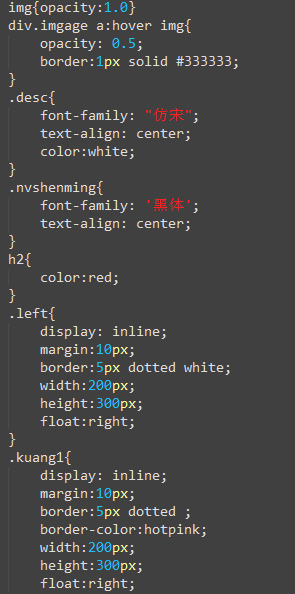 img{opacity:1.0}
div.imgage a:hover img{
opacity: 0.5;
border:1px solid #333333;
}
.desc{
font-family: "仿宋";
text-align: center;
color:white;
}
.nvshenming{
font-family: '黑体';
text-align: center;
}
h2{
color:red;
}
.left{
display: inline;
margin:10px;
border:5px dotted white;
width:200px;
height:300px;
float:right;
}
.kuang1{
display: inline;
margin:10px;
border:5px dotted ;
border-color:hotpink;
width:200px;
height:300px;
float:right;